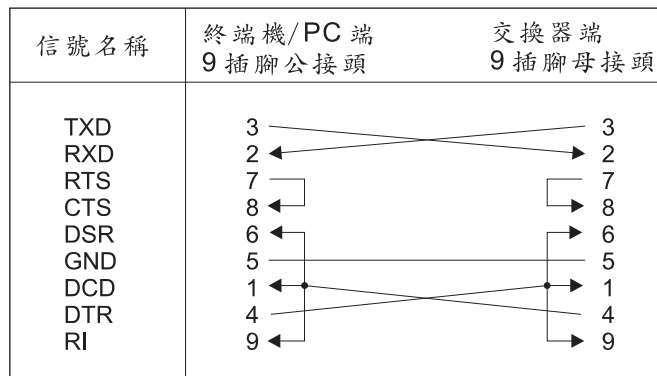 信號名稱 終端機/PC 端 交換器端
9 插腳公接頭 9 插腳母接頭
TXD 3 3
RXD 2 2
RTS 7 7
CTS 8 8
DSR 6 6
GND 5 5
DCD 1 1
DTR 4 4
RI 9 9